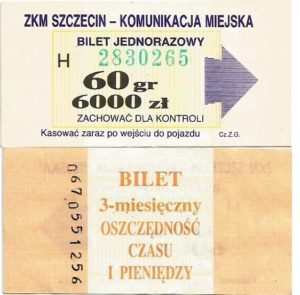 ZKM SZCZECIN – KOMUNIKACJA MIEJSKA
BILET JEDNORAZOWY
H 2830265
60 gr
6000 zł
ZACHOWAĆ DLA KONTROLI
Kasować zaraz po wejściu do pojazdu
Cz.Z.G.
0670551256
BILET
3-miesięczny
OSZCZĘDNOŚĆ
CZASU
I PIENIĘDZY